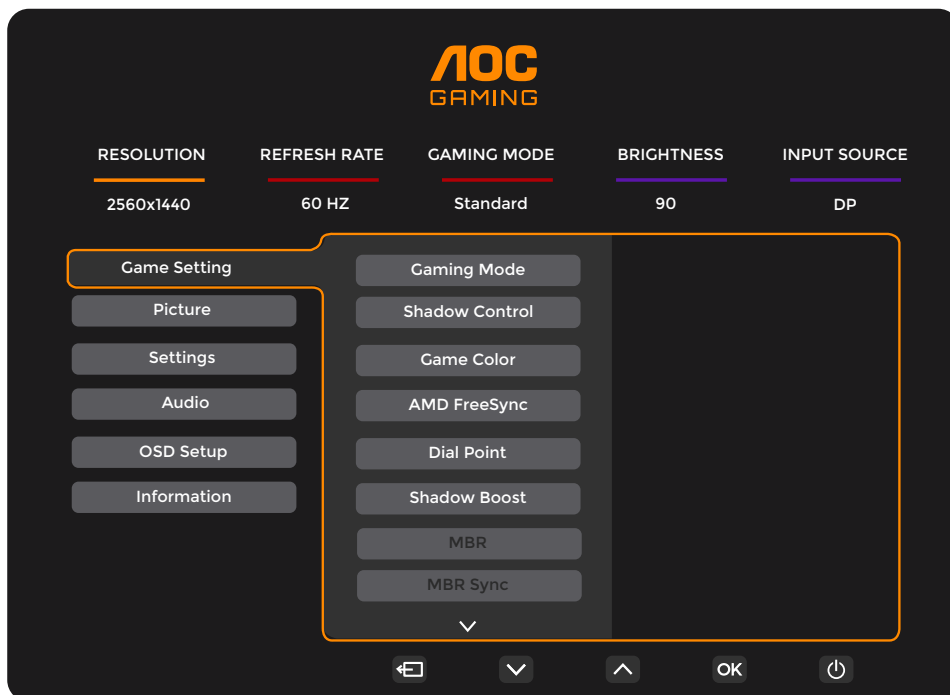 AOC
GAMING
RESOLUTION REFRESH RATE GAMING MODE BRIGHTNESS INPUT SOURCE
2560x1440 60 HZ Standard 90 DP
Game Setting
Picture
Settings
Audio
OSD Setup
Information
Gaming Mode
Shadow Control
Game Color
AMD FreeSync
Dial Point
Shadow Boost
MBR
MBR Sync
OK